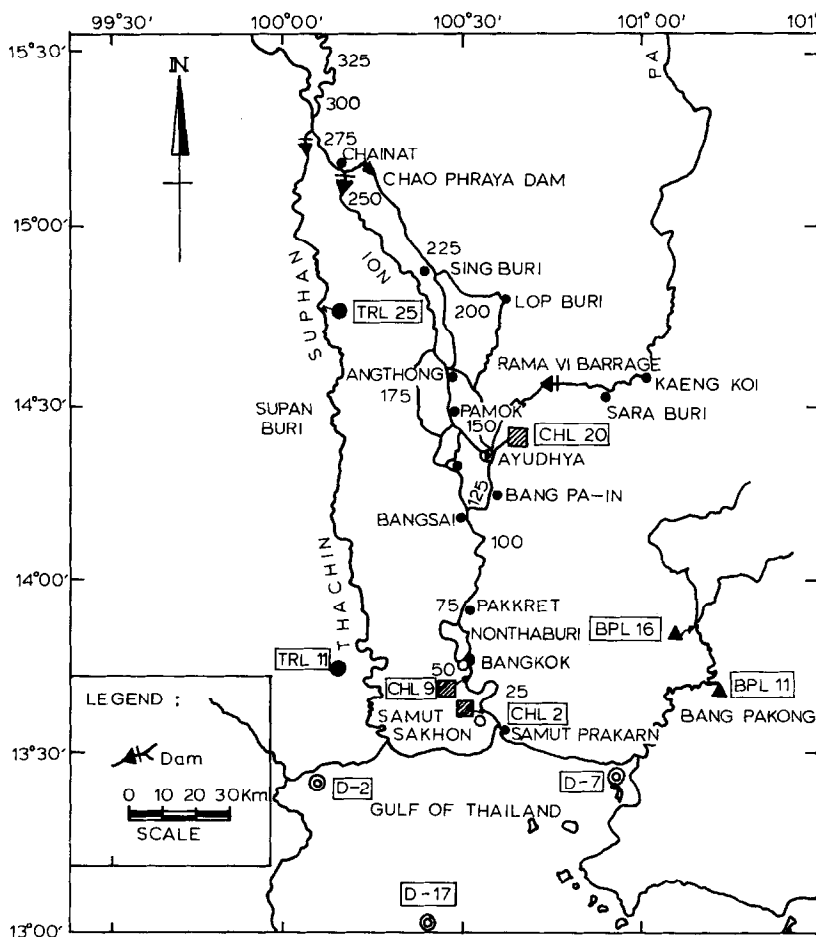 99°30′ 100°00′ 100°.30′ 101°00′ 101°
15°30′
15°00′
14°30′
14°00′
13°30′
13°00′
N
325
300
275
CHAINAT
CHAO PHRAYA DAM
250
PA
225
SING BURI
ION
200
LOP BURI
SUPHAN
TRL 25
RAMA VI BARRAGE
ANGTHONG
KAENG KOI
175
SARA BURI
SUPAN
BURI
PAMOK
150
CHL 20
AYUDHYA
125
BANG PA-IN
BANGSAI
100
THACHIN
75
PAKKRET
NONTHABURI
BPL 16
TRL 11
BANGKOK
50
CHL 9
25
BPL 11
SAMUT
SAKHON
CHL 2
BANG PAKONG
SAMUT PRAKARN
LEGEND ;
Dam
0 10 20 30Km.
SCALE
D-2
D-7
GULF OF THAILAND
D-17